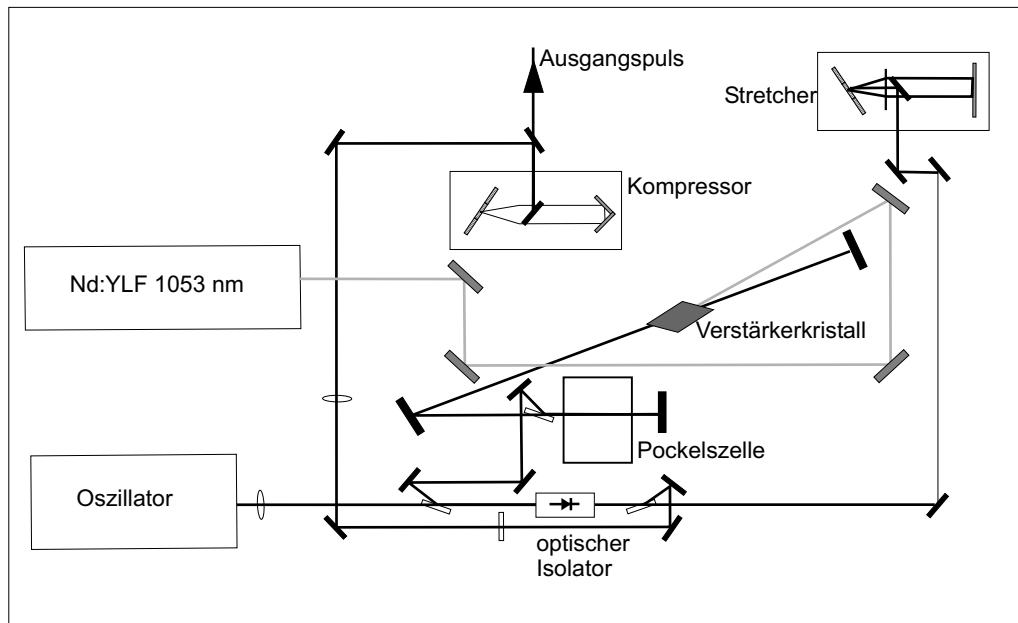 Ausgangspuls
Stretcher
Kompressor
Nd:YLF 1053 nm
Verstärkerkristall
Pockelszelle
Oszillator
optischer
Isolator